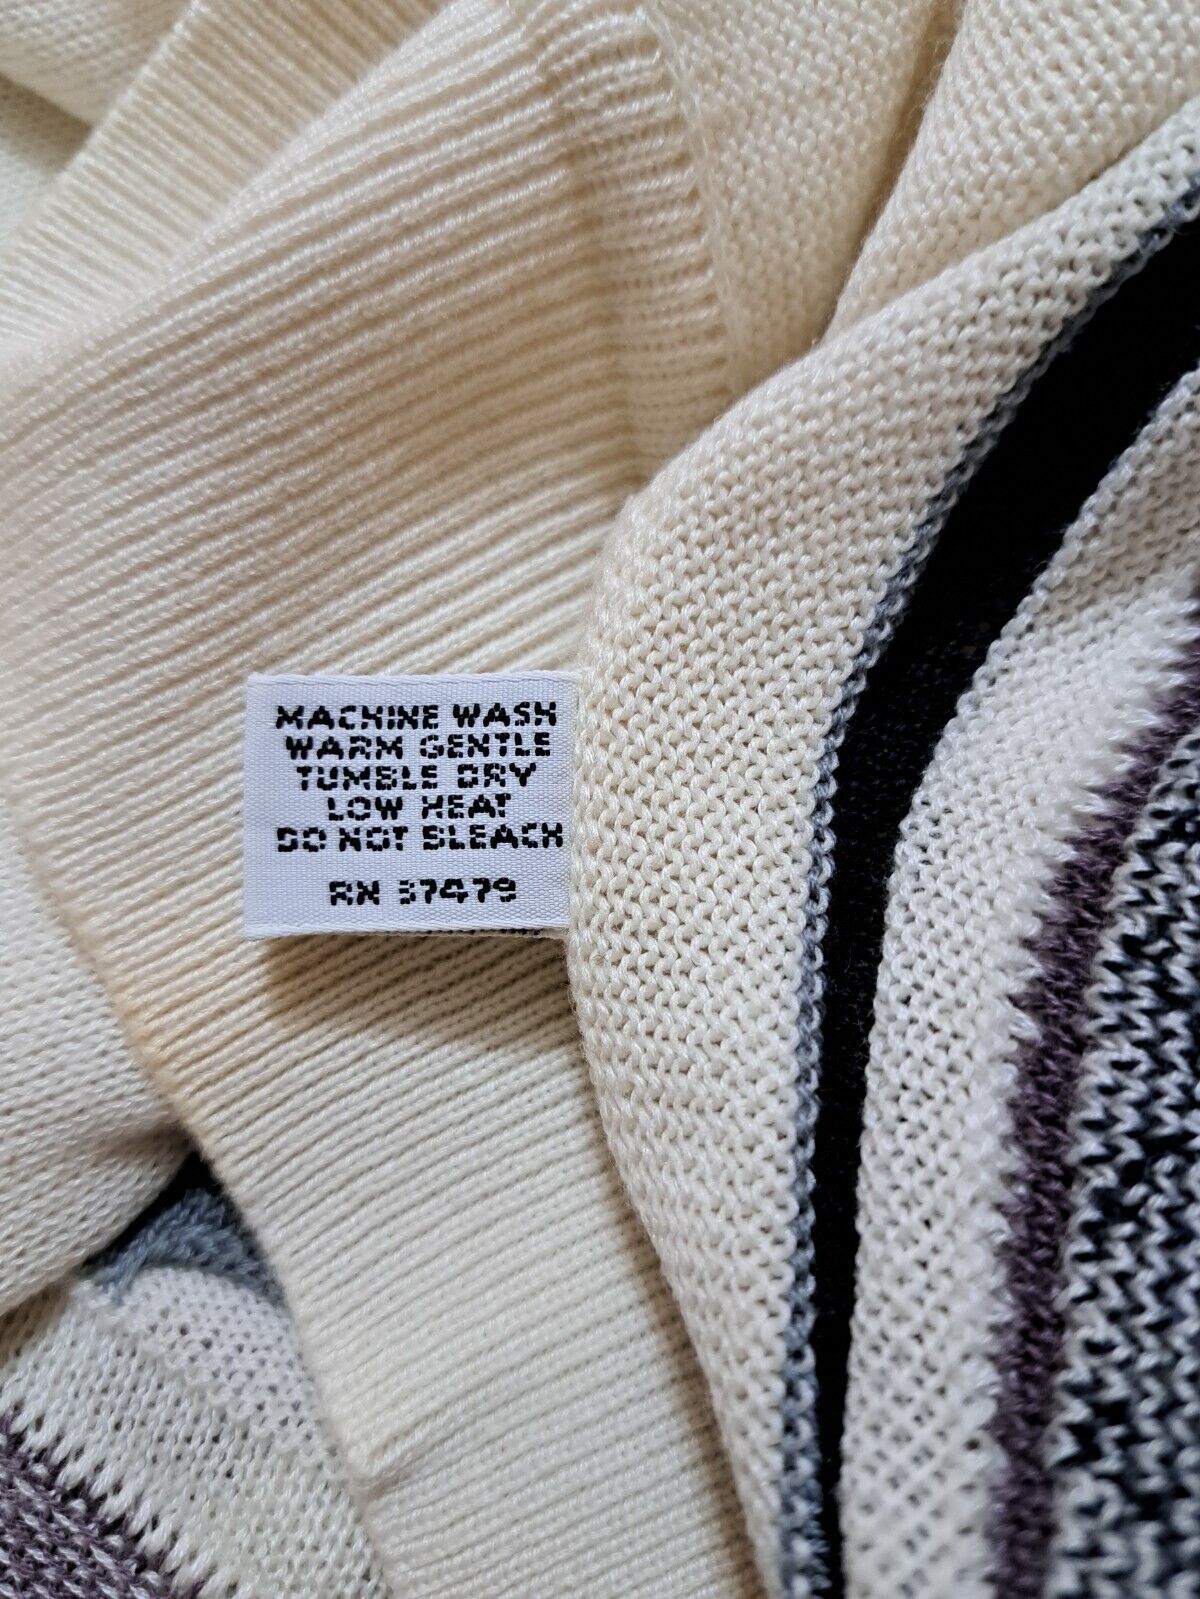 MACHINE WASH
WARM GENTLE
TUMBLE DRY
LOW HEAT
DO NOT BLEACH
RN 37479